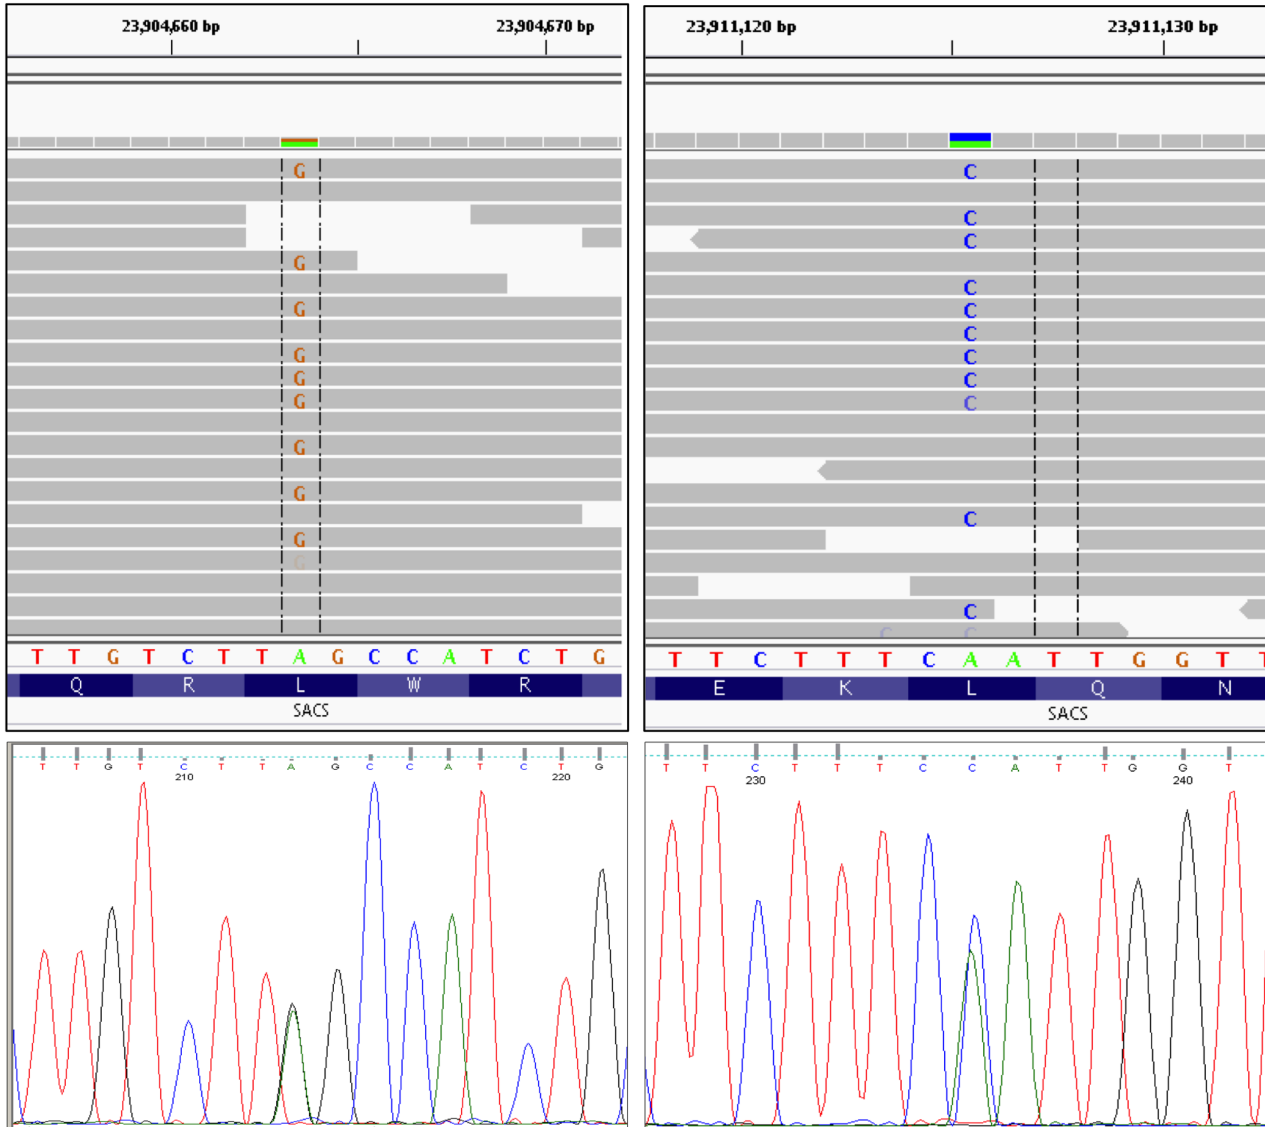 23,904,660 bp 23,904,670 bp
G
G
G
G
G
G
G
G
G
G
T T G T C T T A G C C A T C T G
Q R L W R
SACS
23,911,120 bp 23,911,130 bp
C
C
C
C
C
C
C
C
C
C
C
C C
T T C T T T C A A T T G G T T
E K L Q N
SACS
T T G T C T T A G C C A T C T G
210 220
T T C T T T C C A T T G G T
230 240